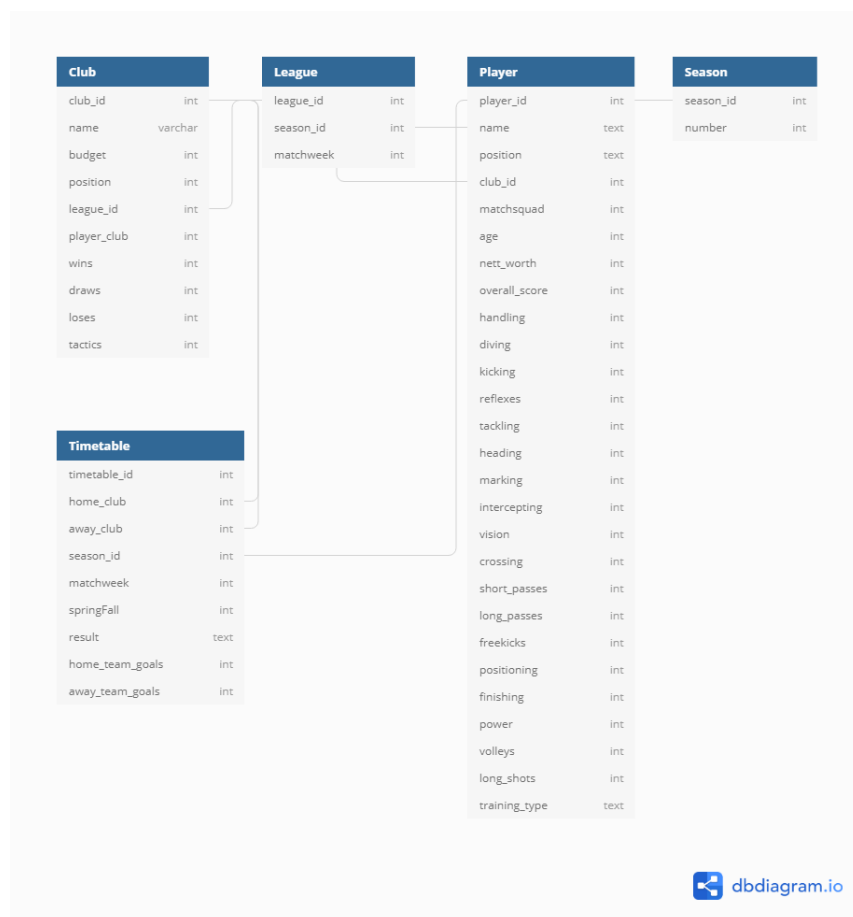 Club
club_id int
name varchar
budget int
position int
league_id int
player_club int
wins int
draws int
loses int
tactics int
League
league_id int
season_id int
matchweek int
Player
player_id int
name text
position text
club_id int
matchsquad int
age int
nett_worth int
overall_score int
handling int
diving int
kicking int
reflexes int
tackling int
heading int
marking int
intercepting int
vision int
crossing int
short_passes int
long_passes int
freekicks int
positioning int
finishing int
power int
volleys int
long_shots int
training_type text
Season
season_id int
number int
Timetable
timetable_id int
home_club int
away_club int
season_id int
matchweek int
springFall int
result text
home_team_goals int
away_team_goals int
dbdiagram.io